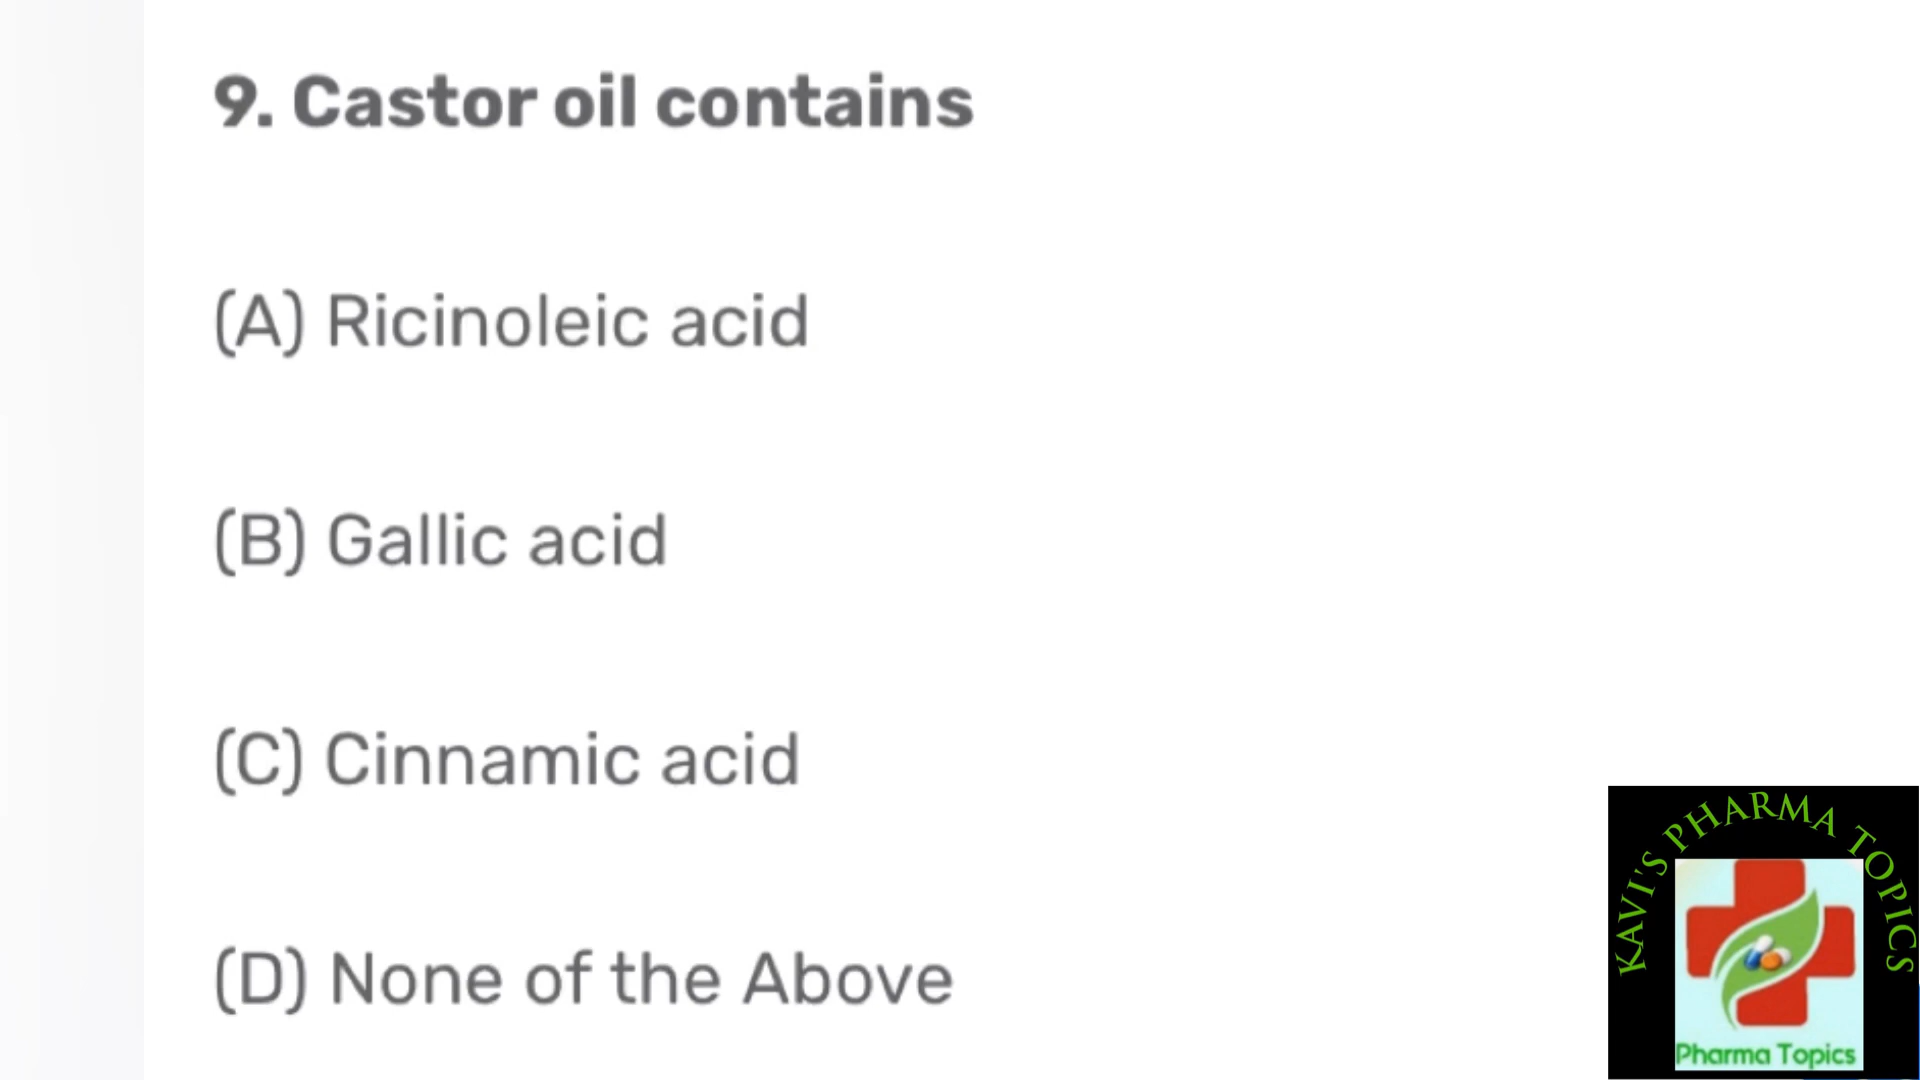 9. Castor oil contains
(A) Ricinoleic acid
(B) Gallic acid
(C) Cinnamic acid
(D) None of the Above
KAVI'S PHARMA TOPICS
Pharma Topics